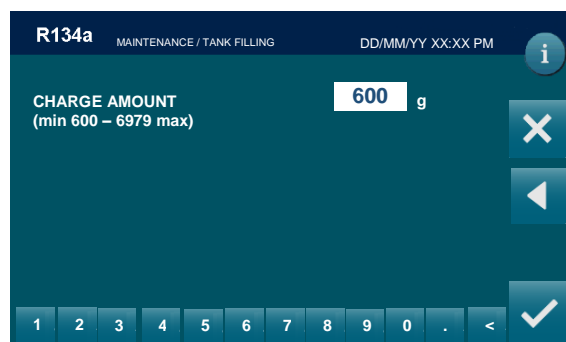 R134a MAINTENANCE / TANK FILLING DD/MM/YY XX:XX PM
i
CHARGE AMOUNT 600 g
(min 600 – 6979 max)
1 2 3 4 5 6 7 8 9 0 . <